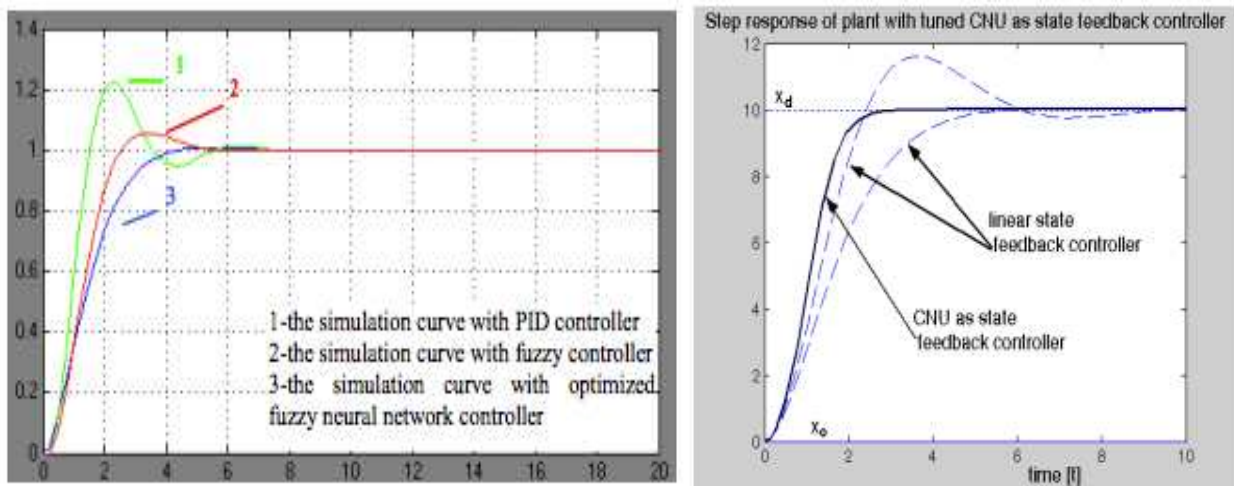 1.4
1.2
1
0.8
0.6
0.4
0.2
0
0 2 4 6 8 10 12 14 16 18 20
1
2
3
1-the simulation curve with PID controller
2-the simulation curve with fuzzy controller
3-the simulation curve with optimized
fuzzy neural network controller
Step response of plant with tuned CNU as state feedback controller
12
10
8
6
4
2
0
0 2 4 6 8 10
xd
linear state
feedback controller
CNU as state
feedback controller
xo
time [t]